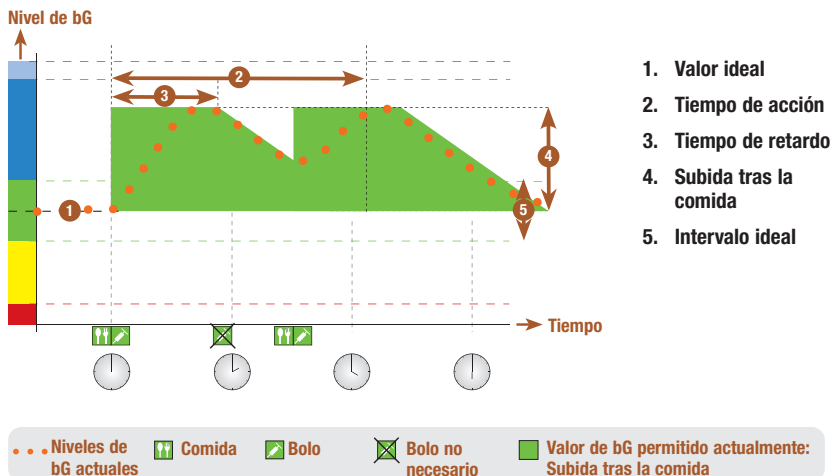 Nivel de bG
2
3
4
1
5
Tiempo
1. Valor ideal
2. Tiempo de acción
3. Tiempo de retardo
4. Subida tras la
comida
5. Intervalo ideal
Niveles de
bG actuales
Comida
Bolo
Bolo no
necesario
Valor de bG permitido actualmente:
Subida tras la comida